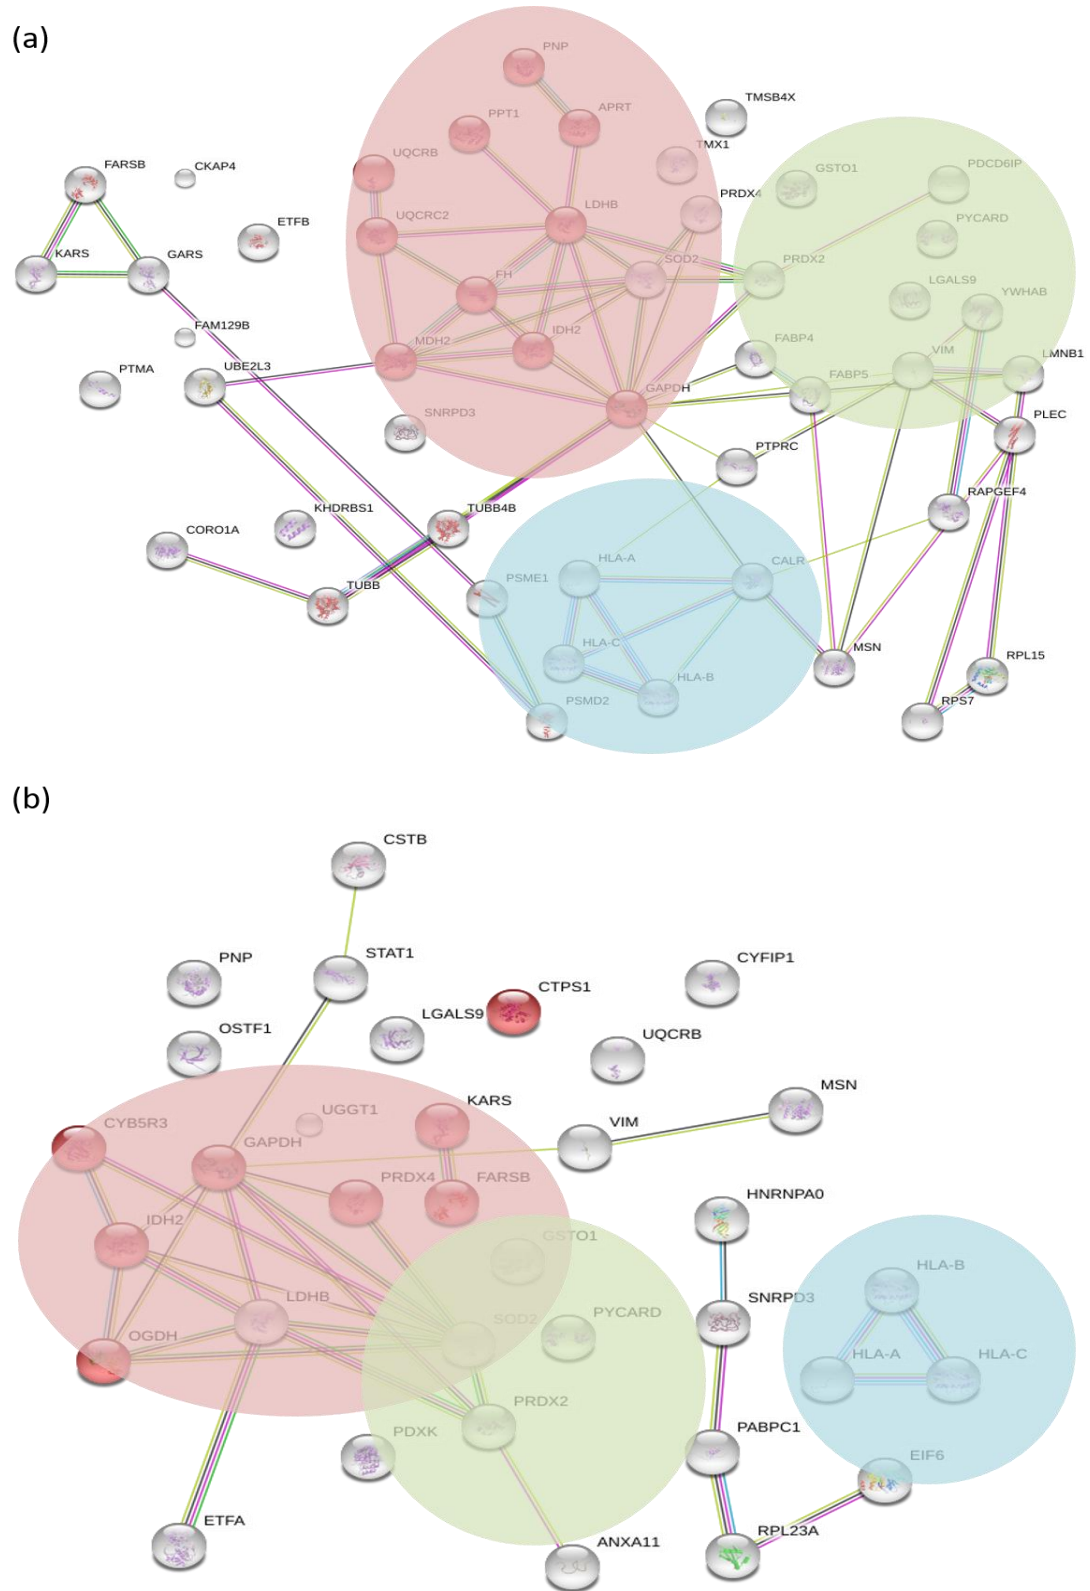 (a)
PNP
TMSB4X
APRT
PPT1
TMX1
UQCRB
FARSB
CKAP4
GSTO1
PDCD6IP
PRDX4
LDHB
UQCRC2
ETFB
PYCARD
KARS
GARS
SOD2
PRDX2
FH
LGALS9
YWHAB
FAM129B
IDH2
MDH2
FABP4
VIM
LMNB1
PTMA
UBE2L3
FABP5
GAPDH
SNRPD3
PLEC
PTPRC
RAPGEF4
KHDRBS1
TUBB4B
CORO1A
HLA-A
CALR
TUBB
PSME1
HLA-C
MSN
RPL15
HLA-B
PSMD2
RPS7
(b)
CSTB
STAT1
PNP
CYFIP1
CTPS1
LGALS9
OSTF1
UQCRB
MSN
KARS
UGGT1
VIM
CYB5R3
GAPDH
PRDX4
FARSB
HNRNPA0
IDH2
GSTO1
HLA-B
LDHB
SNRPD3
PYCARD
SOD2
OGDH
HLA-A
HLA-C
PRDX2
PDXK
PABPC1
EIF6
ETFA
RPL23A
ANXA11